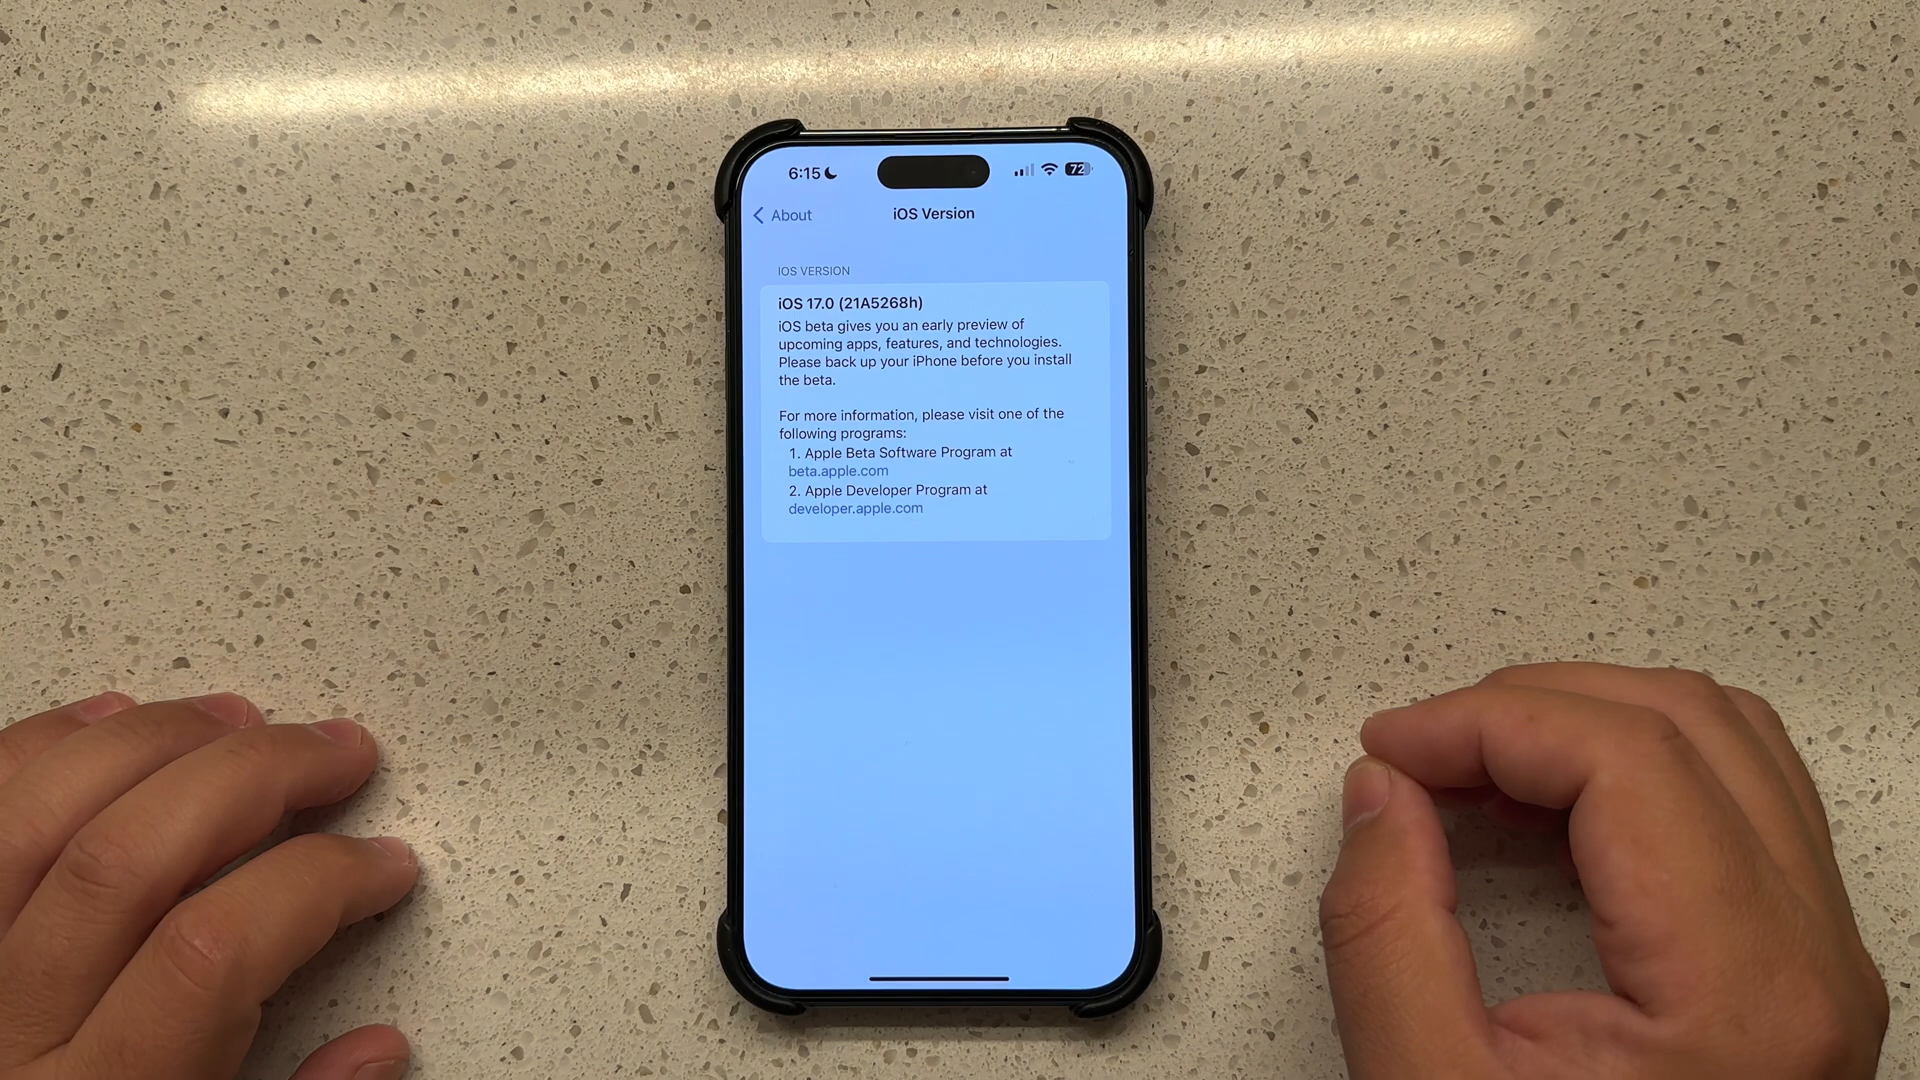 6:15
72
About
iOS Version
IOS VERSION
iOS 17.0 (21A5268h)
iOS beta gives you an early preview of
upcoming apps, features, and technologies.
Please back up your iPhone before you install
the beta.
For more information, please visit one of the
following programs:
1. Apple Beta Software Program at
beta.apple.com
2. Apple Developer Program at
developer.apple.com